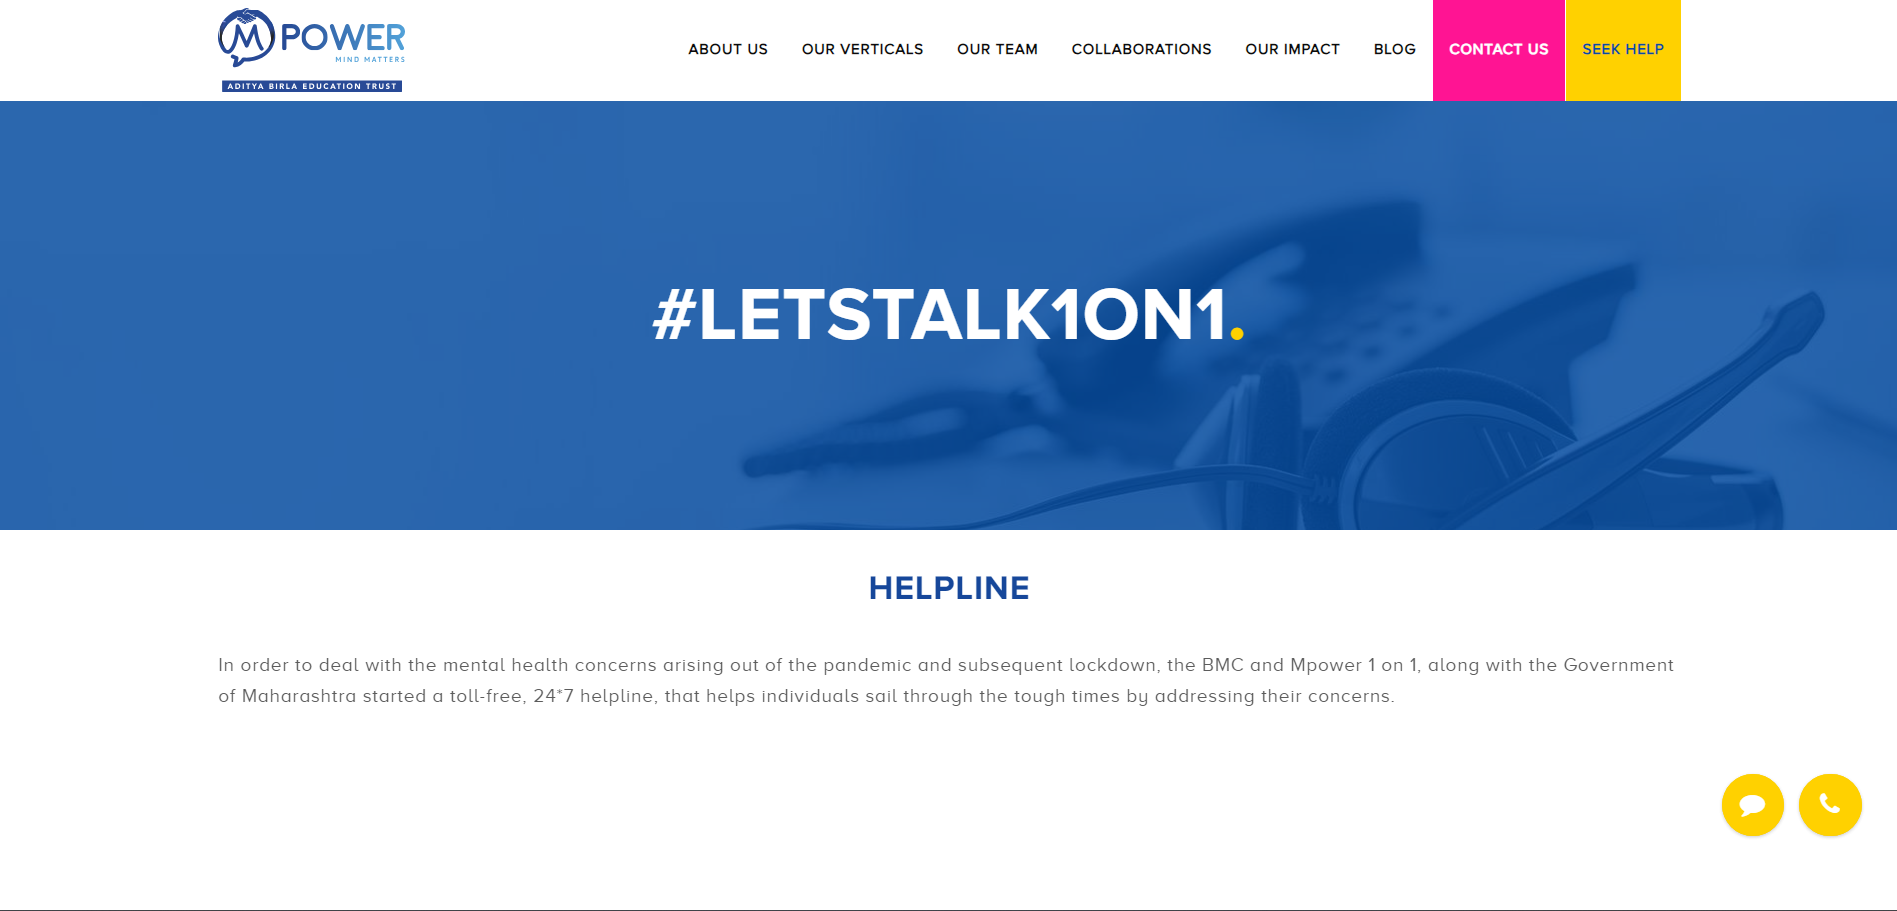 MPOWER
MIND MATTERS
ADITYA BIRLA EDUCATION TRUST
ABOUT US
OUR VERTICALS
OUR TEAM
COLLABORATIONS
OUR IMPACT
BLOG
CONTACT US
SEEK HELP
#LETSTALK1ON1.
HELPLINE
In order to deal with the mental health concerns arising out of the pandemic and subsequent lockdown, the BMC and Mpower 1 on 1, along with the Government
of Maharashtra started a toll-free, 24*7 helpline, that helps individuals sail through the tough times by addressing their concerns.